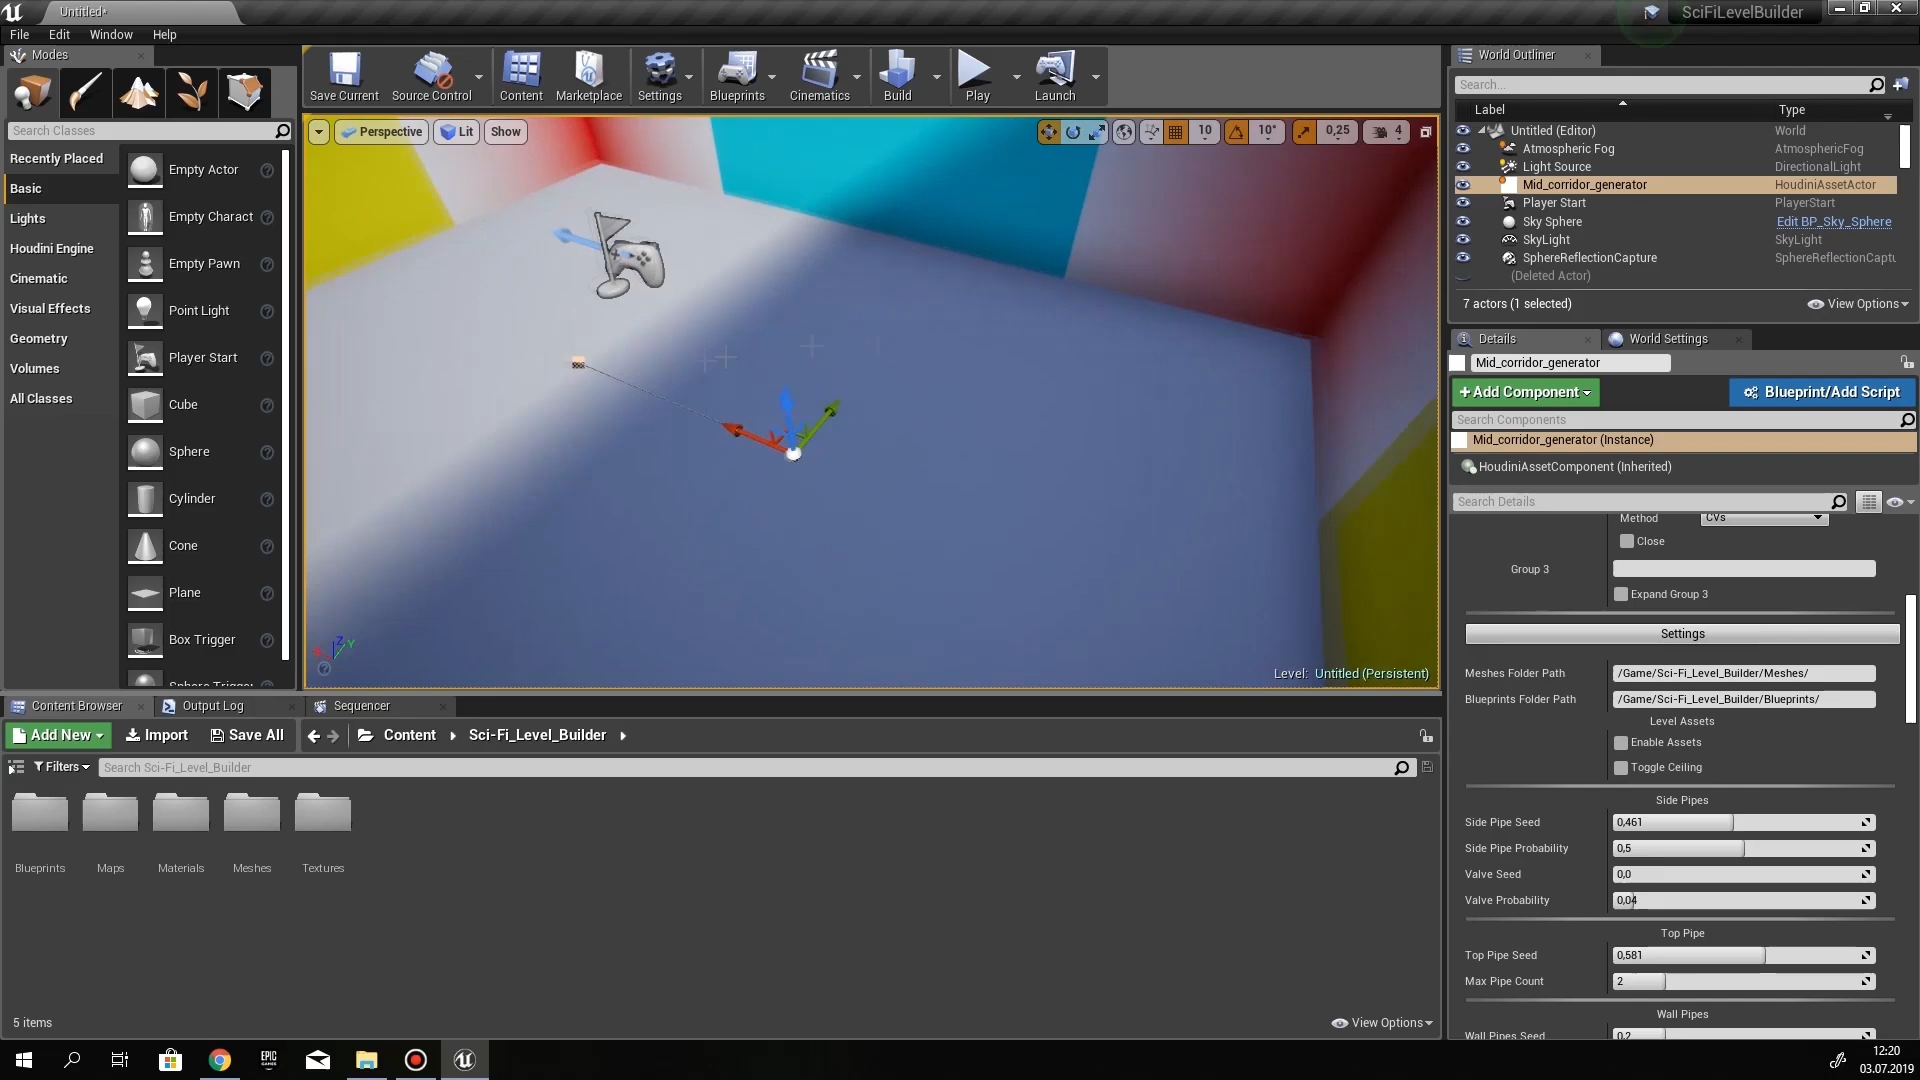 Untitled*
SciFiLevelBuilder
File Edit Window Help
Modes
Search Classes
Recently Placed
Basic
Lights
Houdini Engine
Cinematic
Visual Effects
Geometry
Volumes
All Classes
Empty Actor
Empty Charact
Empty Pawn
Point Light
Player Start
Cube
Sphere
Cylinder
Cone
Plane
Box Trigger
Sphere Trigger
Save Current Source Control Content Marketplace Settings Blueprints Cinematics Build Play Launch
Perspective Lit Show
10 10° 0,25 4
X Z Y
Level: Untitled (Persistent)
World Outliner
Search...
Label Type
Untitled (Editor) World
Atmospheric Fog AtmosphericFog
Light Source DirectionalLight
Mid_corridor_generator HoudiniAssetActor
Player Start PlayerStart
Sky Sphere Edit BP_Sky_Sphere
SkyLight SkyLight
SphereReflectionCapture SphereReflectionCaptu
(Deleted Actor)
7 actors (1 selected) View Options
Details World Settings
Mid_corridor_generator
+Add Component Blueprint/Add Script
Search Components
Mid_corridor_generator (Instance)
HoudiniAssetComponent (Inherited)
Search Details
Method CVs
Close
Group 3
Expand Group 3
Settings
Meshes Folder Path /Game/Sci-Fi_Level_Builder/Meshes/
Blueprints Folder Path /Game/Sci-Fi_Level_Builder/Blueprints/
Level Assets
Enable Assets
Toggle Ceiling
Side Pipes
Side Pipe Seed 0,461
Side Pipe Probability 0,5
Valve Seed 0,0
Valve Probability 0,04
Top Pipe
Top Pipe Seed 0,581
Max Pipe Count 2
Wall Pipes
Wall Pipes Seed 0,2
Content Browser Output Log Sequencer
Add New Import Save All Content Sci-Fi_Level_Builder
Filters Search Sci-Fi_Level_Builder
Blueprints Maps Materials Meshes Textures
5 items View Options
EPIC GAMES
12:20
03.07.2019